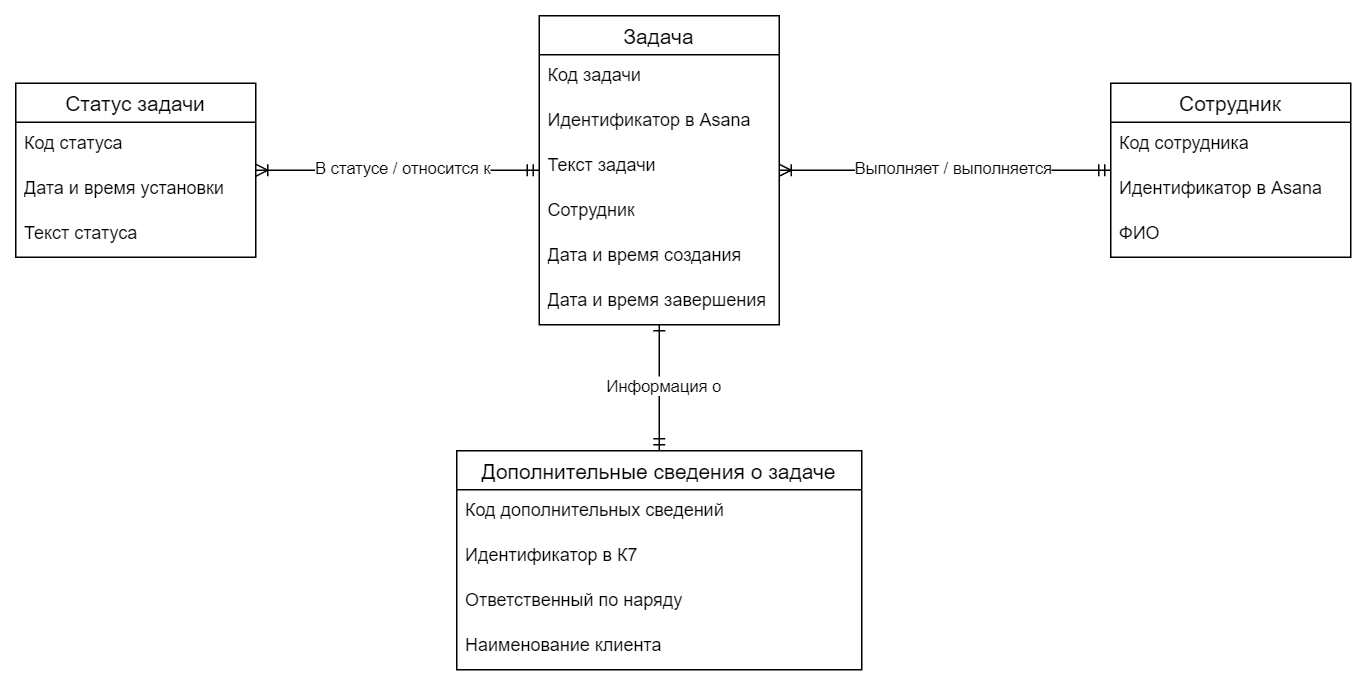 Задача
Код задачи
Идентификатор в Asana
Текст задачи
Сотрудник
Дата и время создания
Дата и время завершения
Статус задачи
Код статуса
Дата и время установки
Текст статуса
В статусе / относится к
Выполняет / выполняется
Сотрудник
Код сотрудника
Идентификатор в Asana
ФИО
Информация о
Дополнительные сведения о задаче
Код дополнительных сведений
Идентификатор в К7
Ответственный по наряду
Наименование клиента